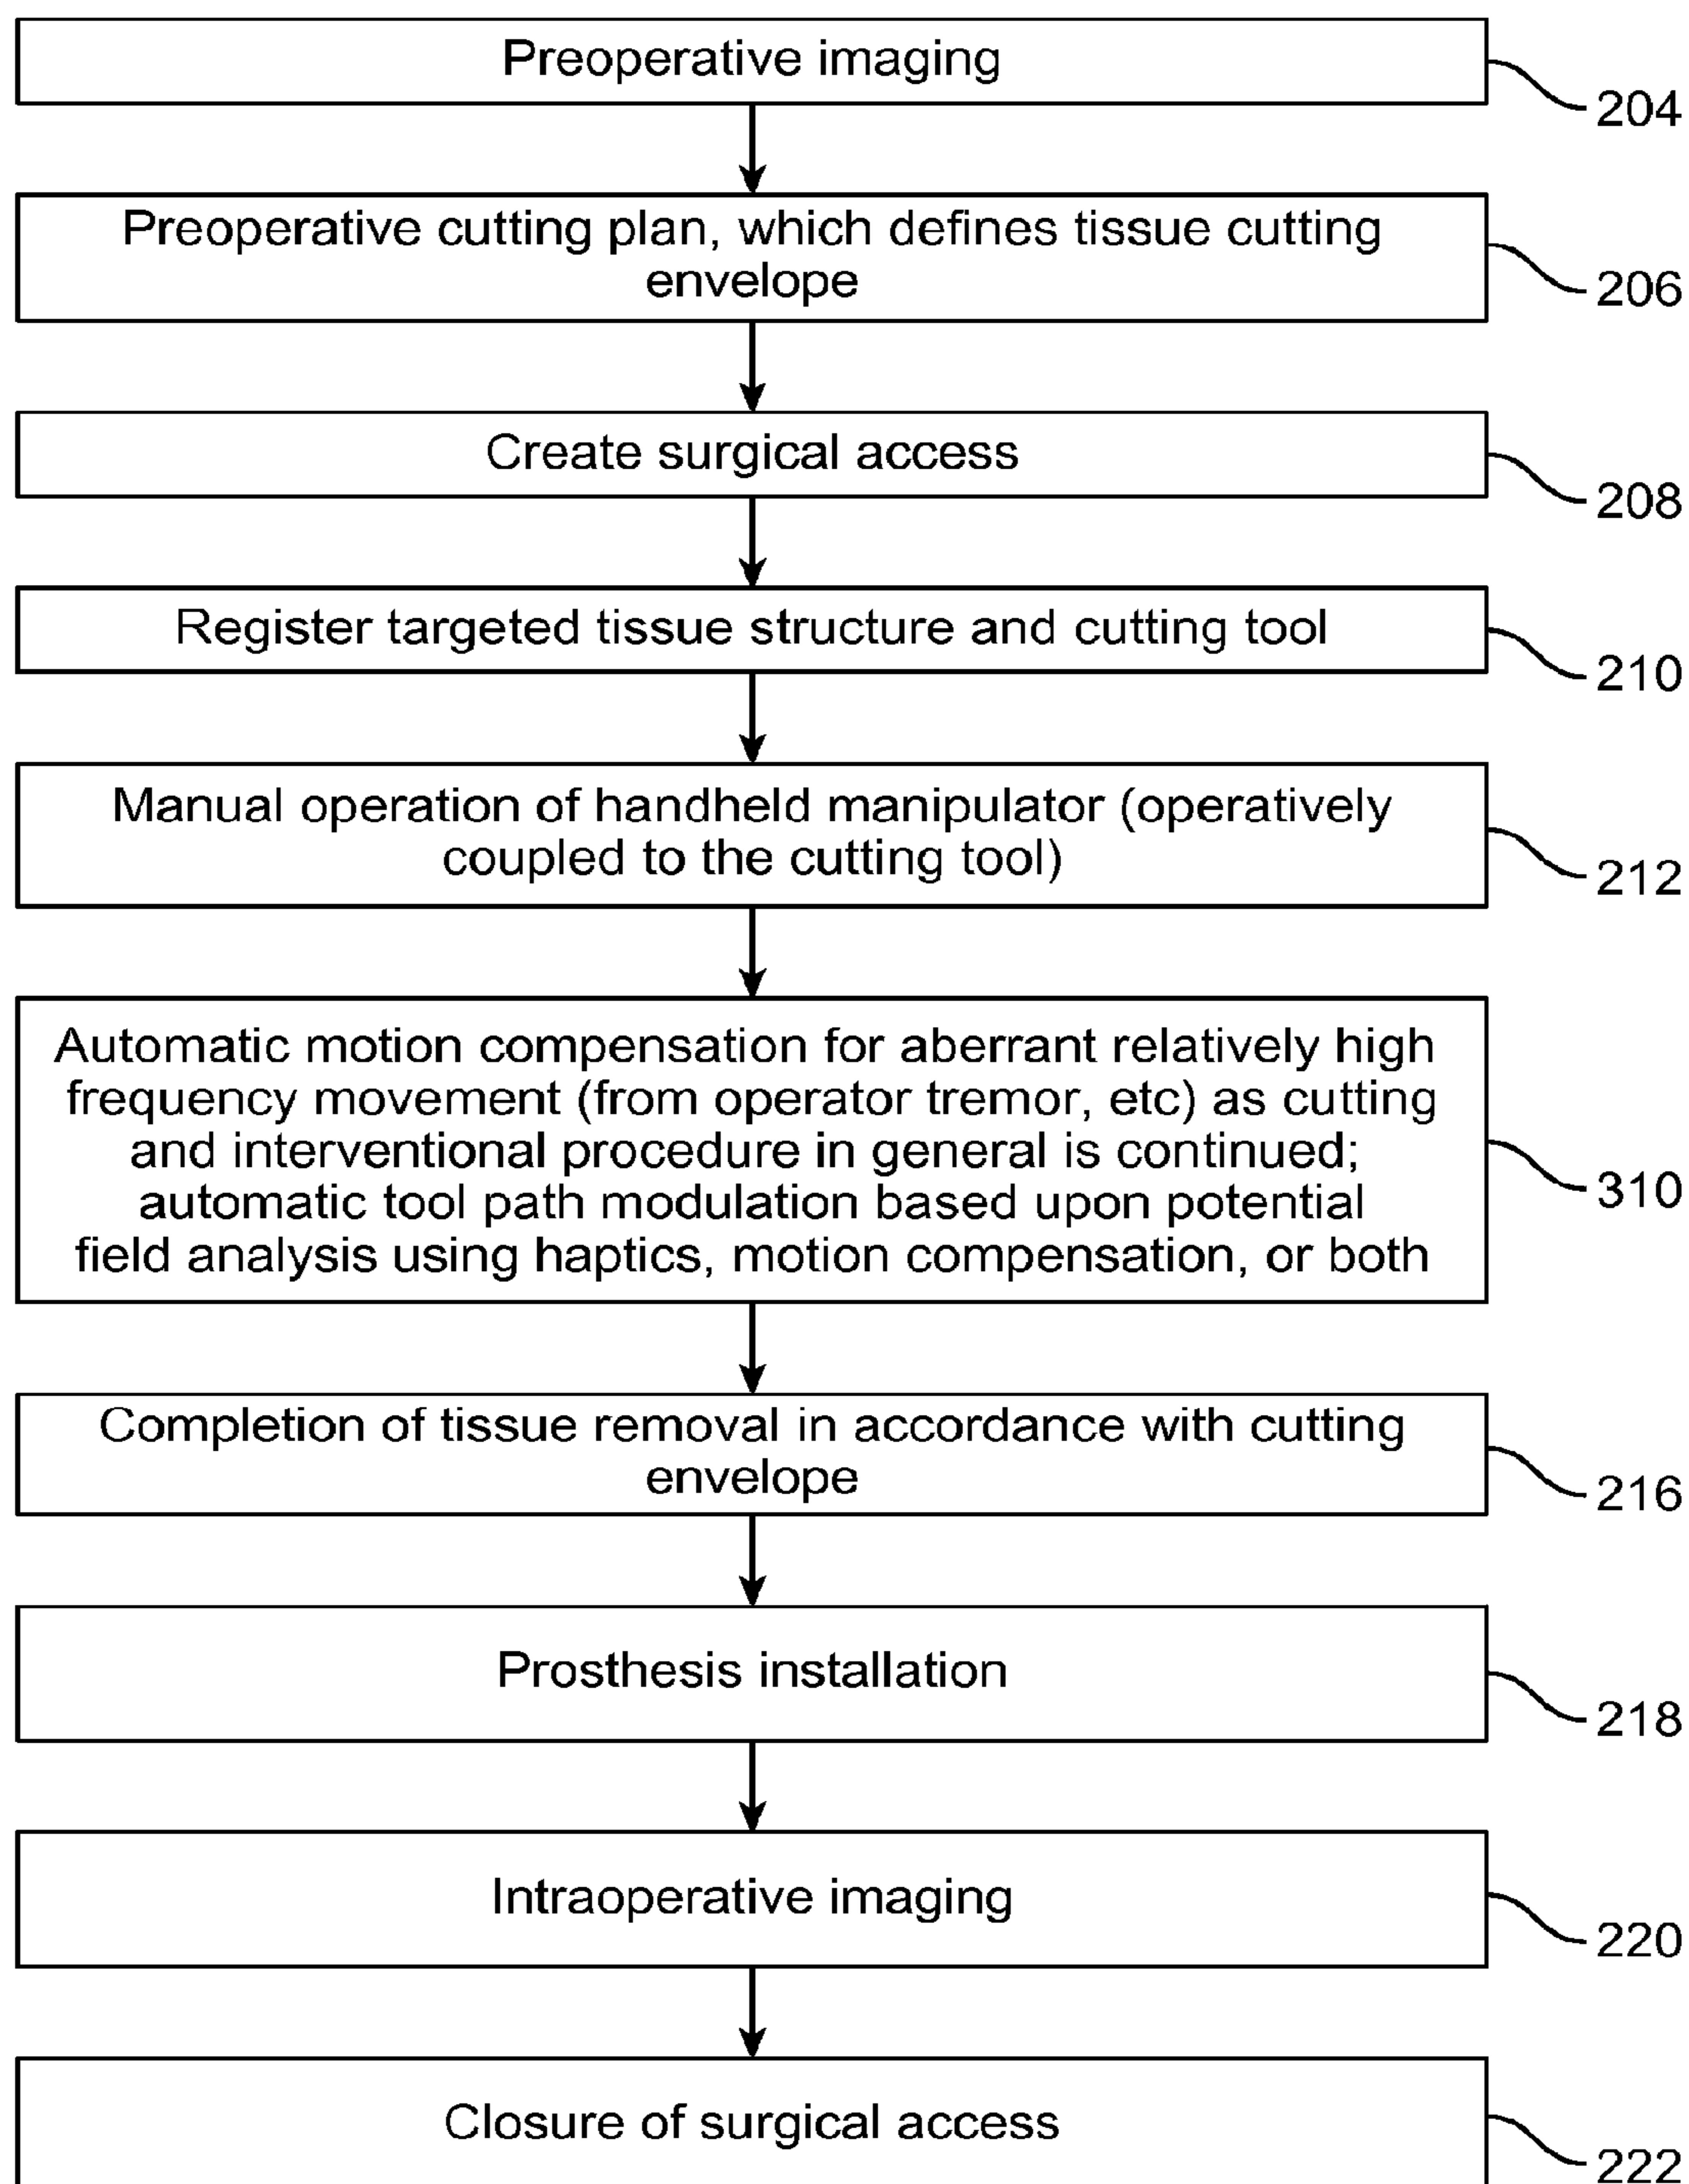 Preoperative imaging
204
Preoperative cutting plan, which defines tissue cutting
envelope
206
Create surgical access
208
Register targeted tissue structure and cutting tool
210
Manual operation of handheld manipulator (operatively
coupled to the cutting tool)
212
Automatic motion compensation for aberrant relatively high
frequency movement (from operator tremor, etc) as cutting
and interventional procedure in general is continued;
automatic tool path modulation based upon potential
field analysis using haptics, motion compensation, or both
310
Completion of tissue removal in accordance with cutting
envelope
216
Prosthesis installation
218
Intraoperative imaging
220
Closure of surgical access
222